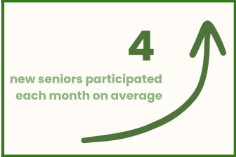 4
new seniors participated
each month on average